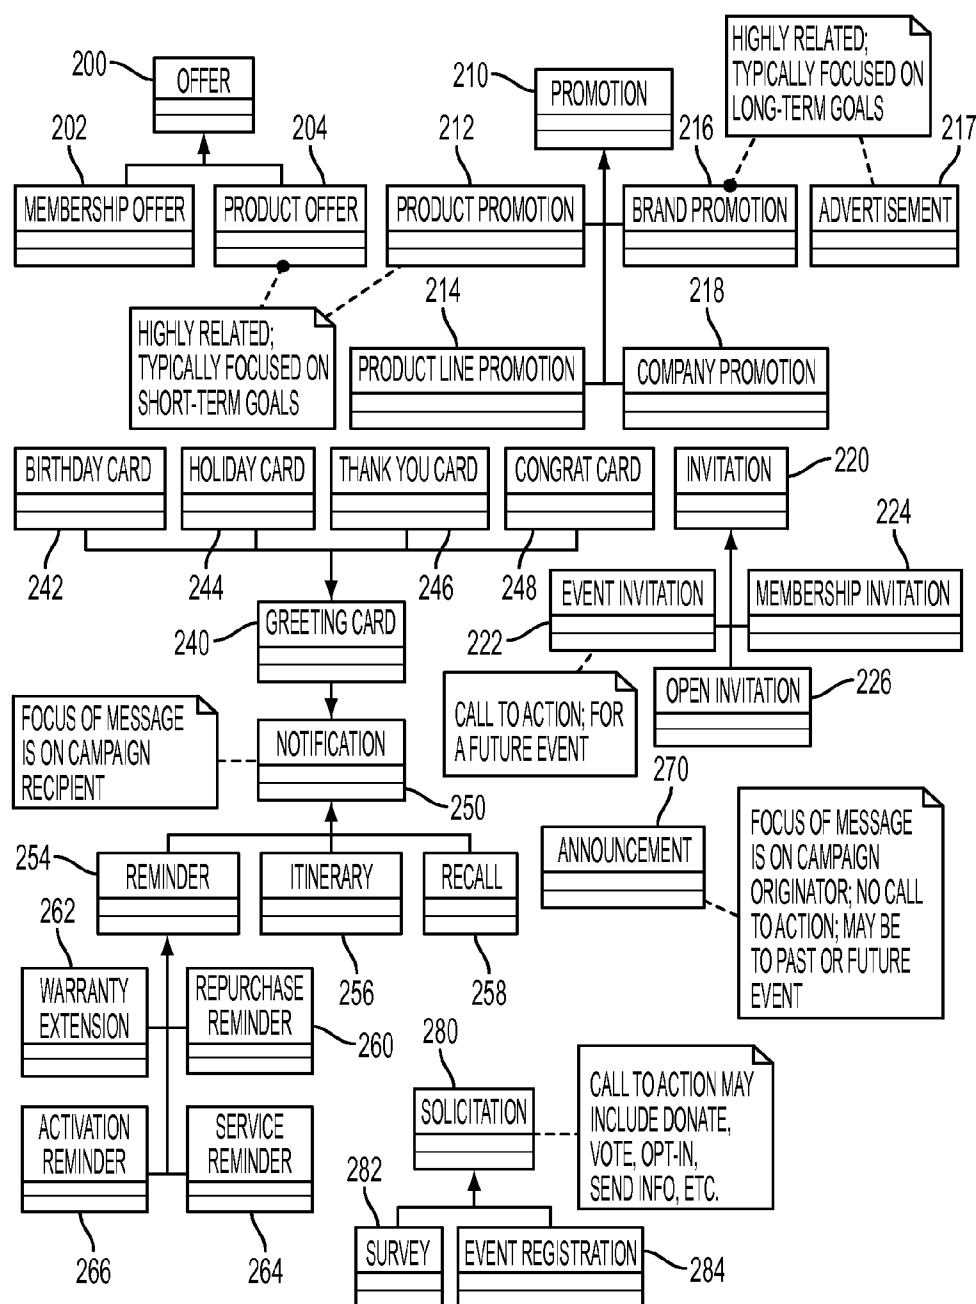 200
OFFER
210
PROMOTION
HIGHLY RELATED;
TYPICALLY FOCUSED ON
LONG-TERM GOALS
202
204
212
216
217
MEMBERSHIP OFFER
PRODUCT OFFER
PRODUCT PROMOTION
BRAND PROMOTION
ADVERTISEMENT
HIGHLY RELATED;
TYPICALLY FOCUSED ON
SHORT-TERM GOALS
214
218
PRODUCT LINE PROMOTION
COMPANY PROMOTION
BIRTHDAY CARD
HOLIDAY CARD
THANK YOU CARD
CONGRAT CARD
INVITATION
220
242
244
246
248
224
EVENT INVITATION
222
MEMBERSHIP INVITATION
GREETING CARD
240
OPEN INVITATION
226
CALL TO ACTION; FOR
A FUTURE EVENT
FOCUS OF MESSAGE
IS ON CAMPAIGN
RECIPIENT
NOTIFICATION
250
270
ANNOUNCEMENT
FOCUS OF MESSAGE
IS ON CAMPAIGN
ORIGINATOR; NO CALL
TO ACTION; MAY BE
TO PAST OR FUTURE
EVENT
254
REMINDER
ITINERARY
RECALL
256
258
262
WARRANTY
EXTENSION
REPURCHASE
REMINDER
260
280
SOLICITATION
CALL TO ACTION MAY
INCLUDE DONATE,
VOTE, OPT-IN,
SEND INFO, ETC.
ACTIVATION
REMINDER
SERVICE
REMINDER
266
264
282
SURVEY
EVENT REGISTRATION
284